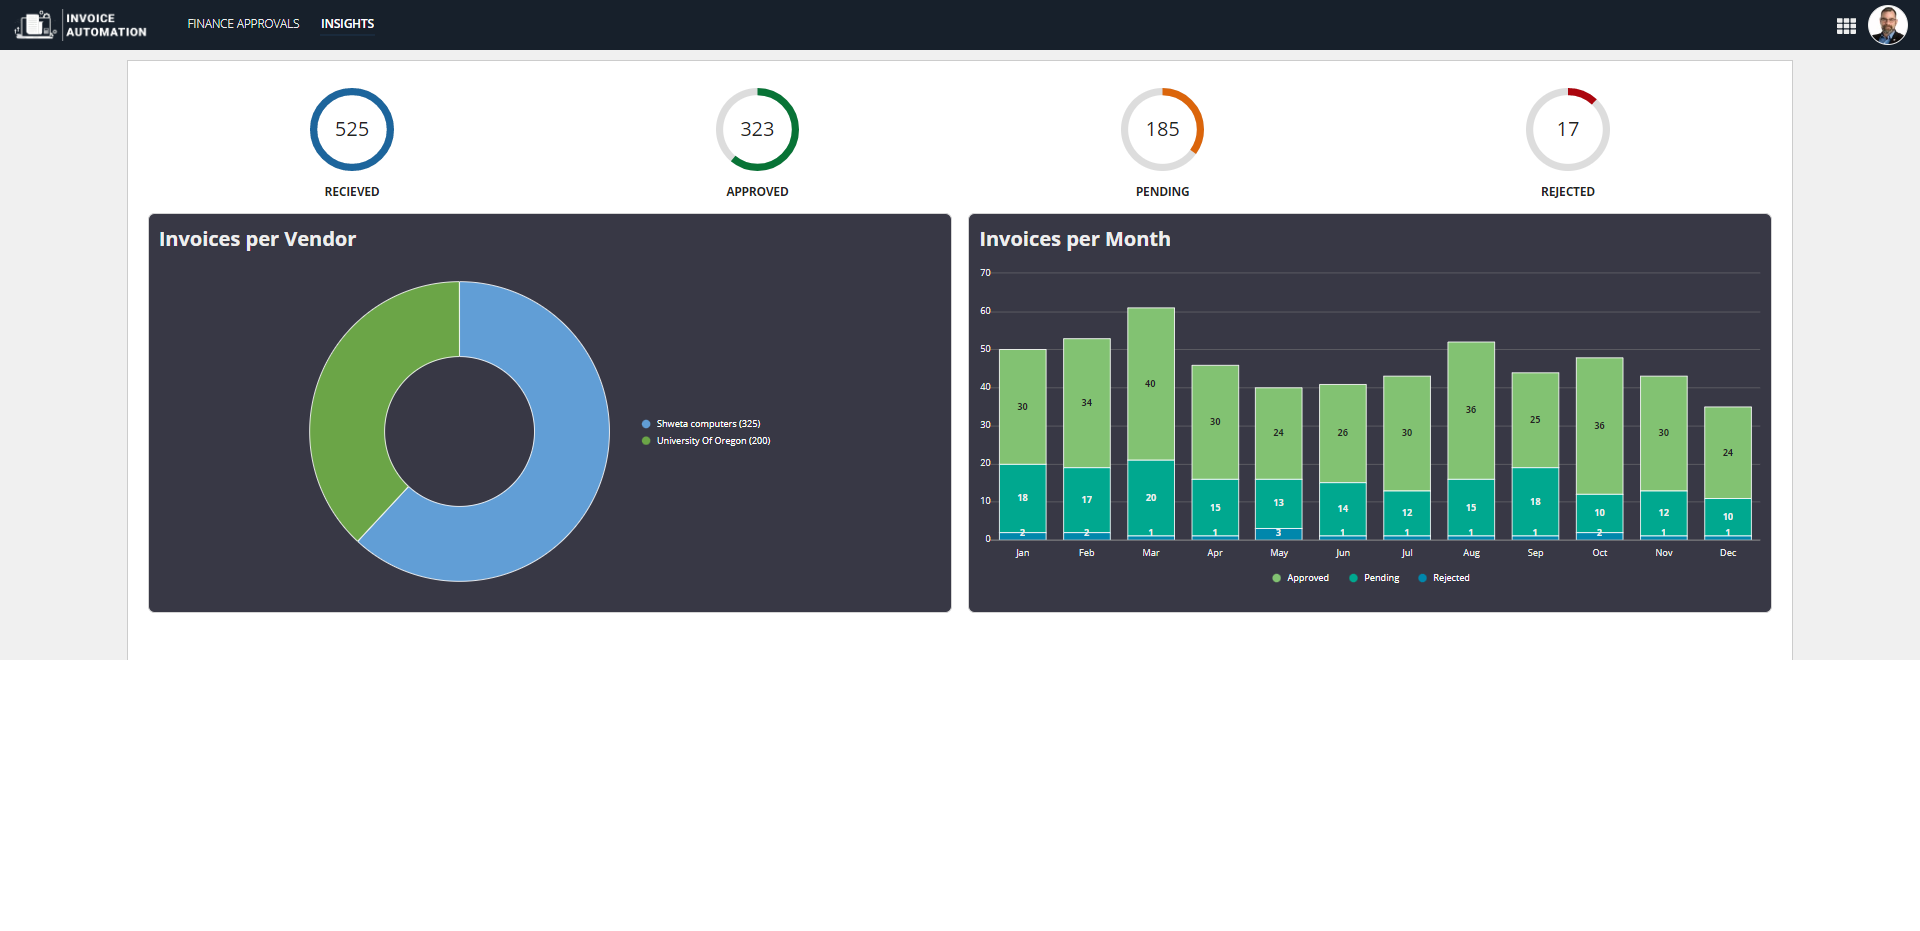 INVOICE
AUTOMATION
FINANCE APPROVALS
INSIGHTS
525
323
185
17
RECIEVED
APPROVED
PENDING
REJECTED
Invoices per Vendor
Shweta computers (325)
University Of Oregon (200)
Invoices per Month
70
60
50
40
30
20
10
0
30 34 40 30 24 26 30 36 25 36 30 24
18 17 20 15 13 14 12 15 18 10 12 10
2 2 1 1 3 1 1 1 1 2 1 1
Jan Feb Mar Apr May Jun Jul Aug Sep Oct Nov Dec
Approved Pending Rejected